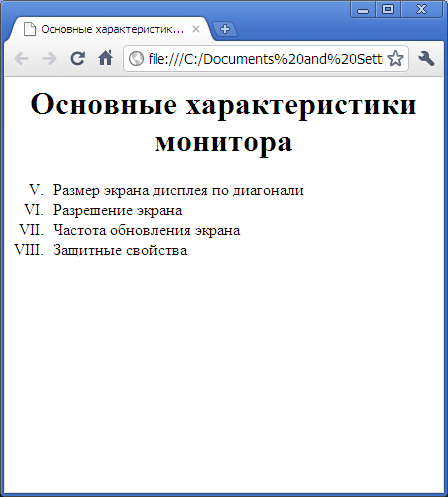 Основные характеристик...
file:///C:/Documents%20and%20Setti
Основные характеристики
монитора
V. Размер экрана дисплея по диагонали
VI. Разрешение экрана
VII. Частота обновления экрана
VIII. Защитные свойства